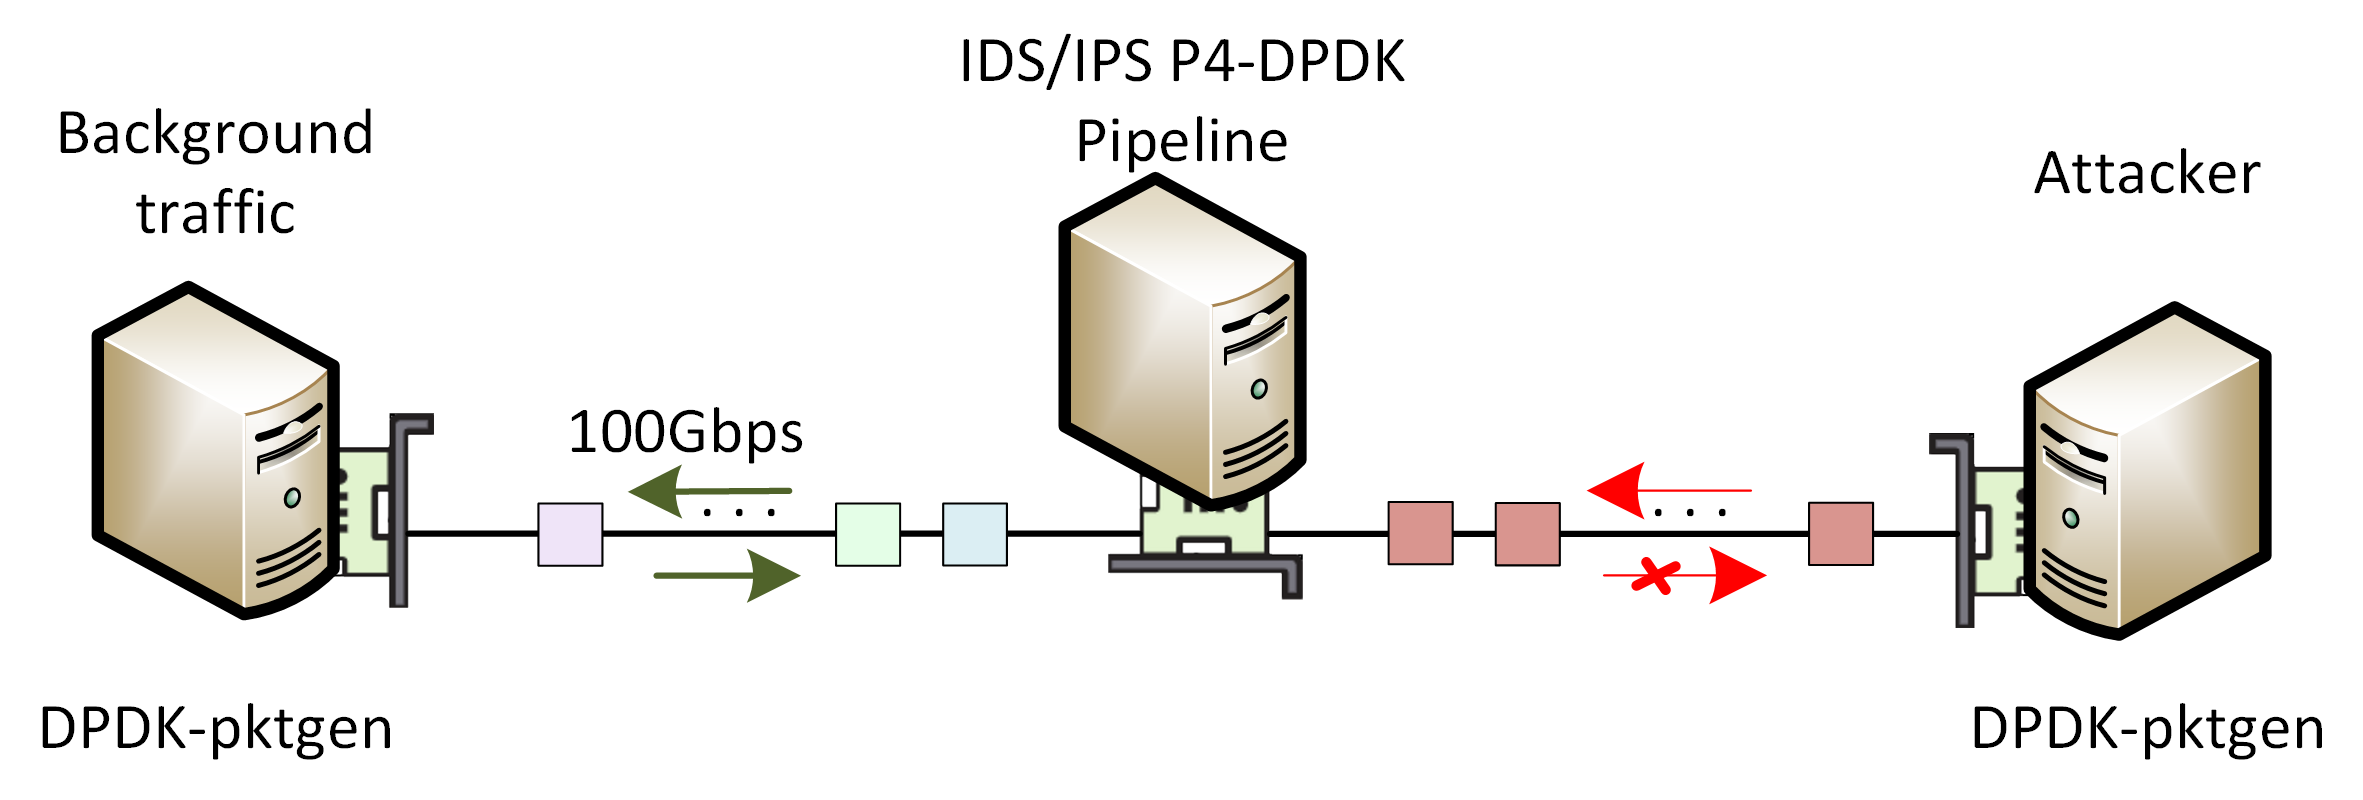 IDS/IPS P4-DPDK
Pipeline
Background
traffic
Attacker
100Gbps
. . .
. . .
DPDK-pktgen
DPDK-pktgen